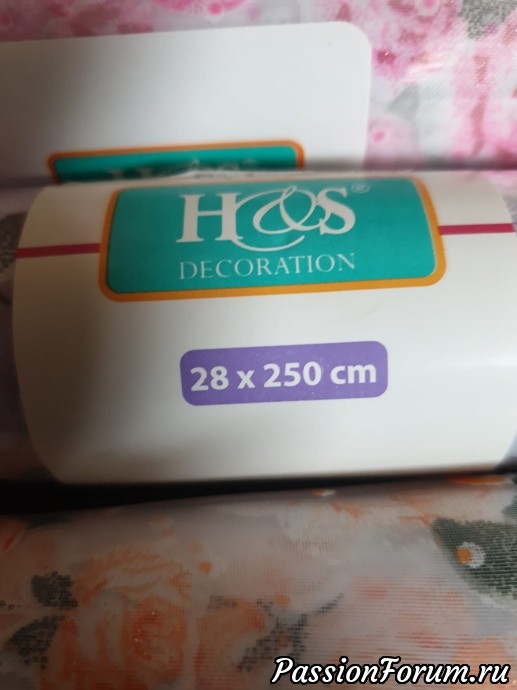 H&S
H&S®
DECORATION
28 x 250 cm
PassionForum.ru